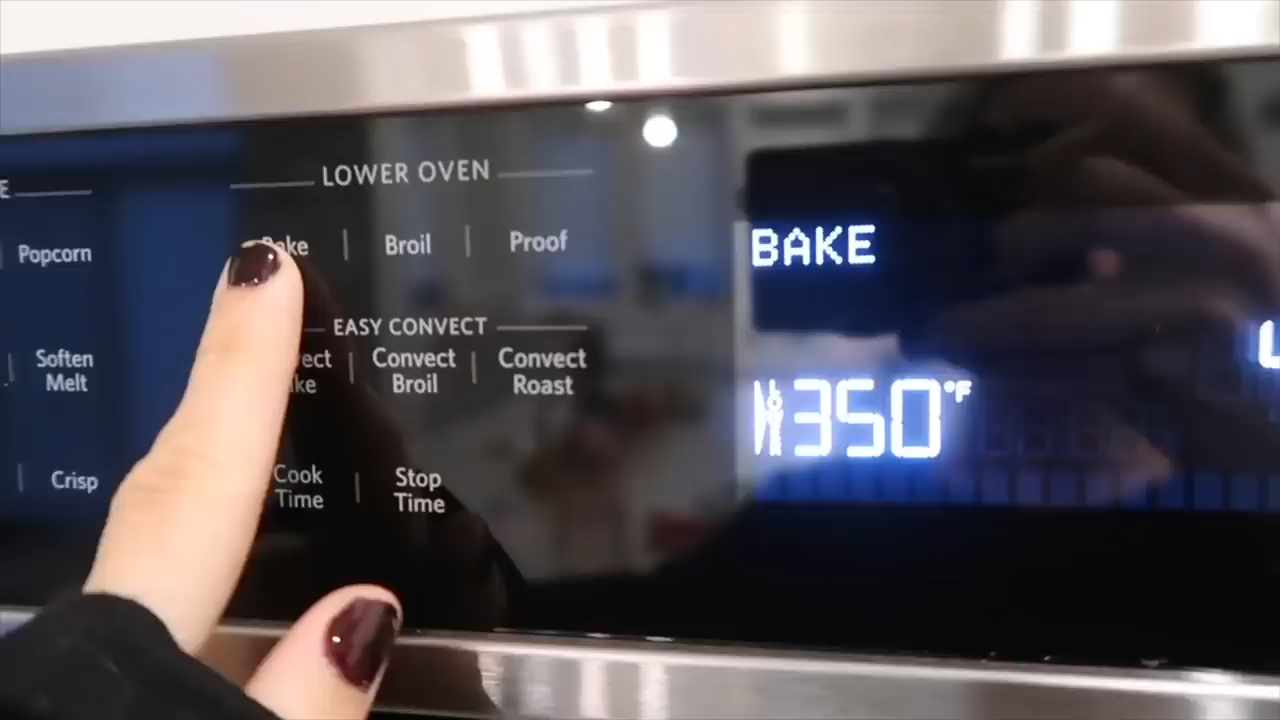 LOWER OVEN
Popcorn
Broil
Proof
BAKE
EASY CONVECT
Soften
Melt
Convect
Broil
Convect
Roast
350°F
Crisp
Cook
Time
Stop
Time